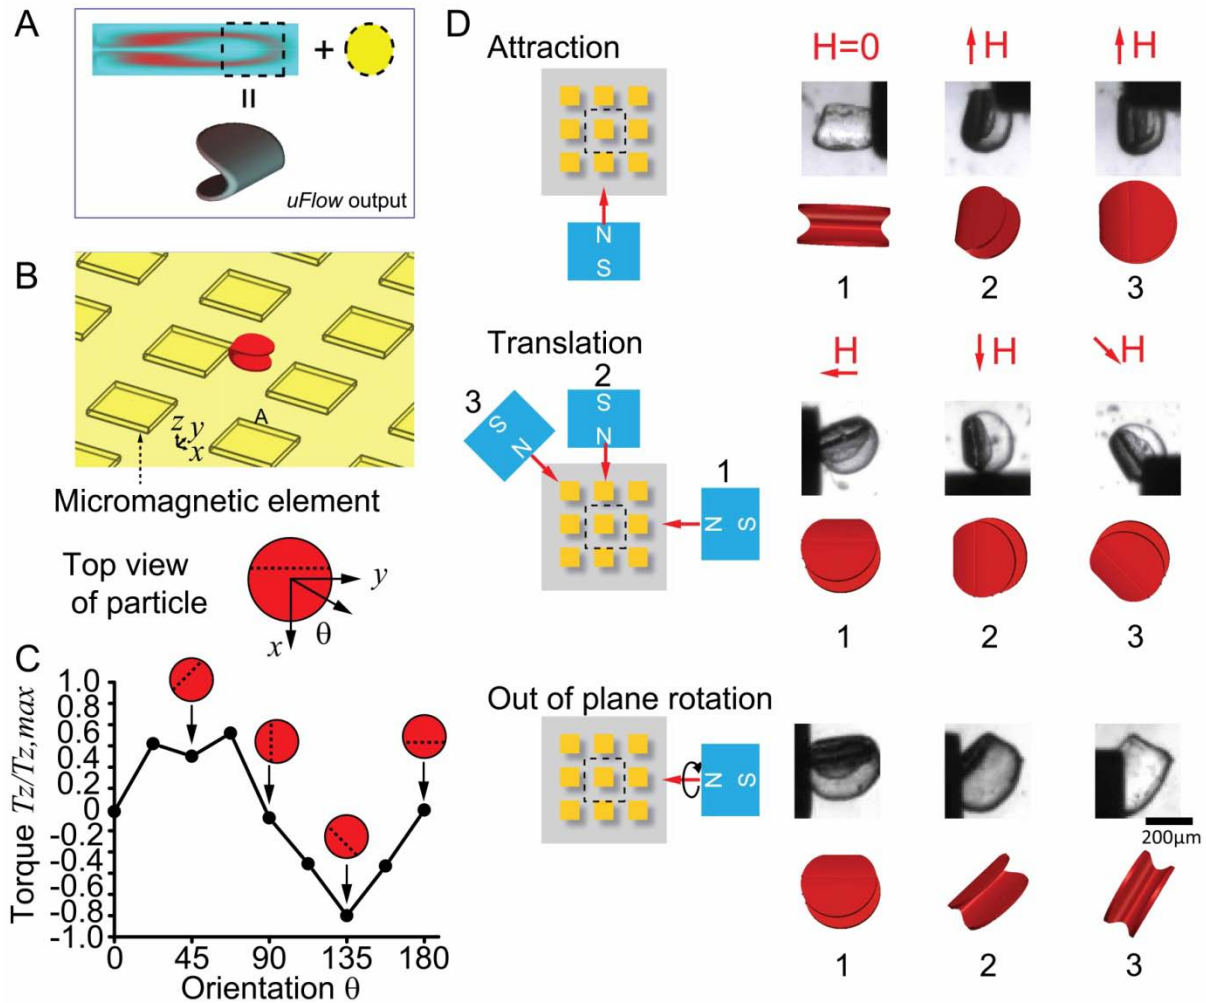 A
+
=
uFlow output
B
A
z
y
x
Micromagnetic element
Top view
of particle
y
x
θ
C
Torque Tz/Tz,max
1.0
0.8
0.6
0.4
0.2
0
-0.2
-0.4
-0.6
-0.8
-1.0
0 45 90 135 180
Orientation θ
D
Attraction
N
S
H=0
H
H
1 2 3
Translation
2
S
N
3
S
N
1
N S
H
H
H
1 2 3
Out of plane rotation
N S
200µm
1 2 3